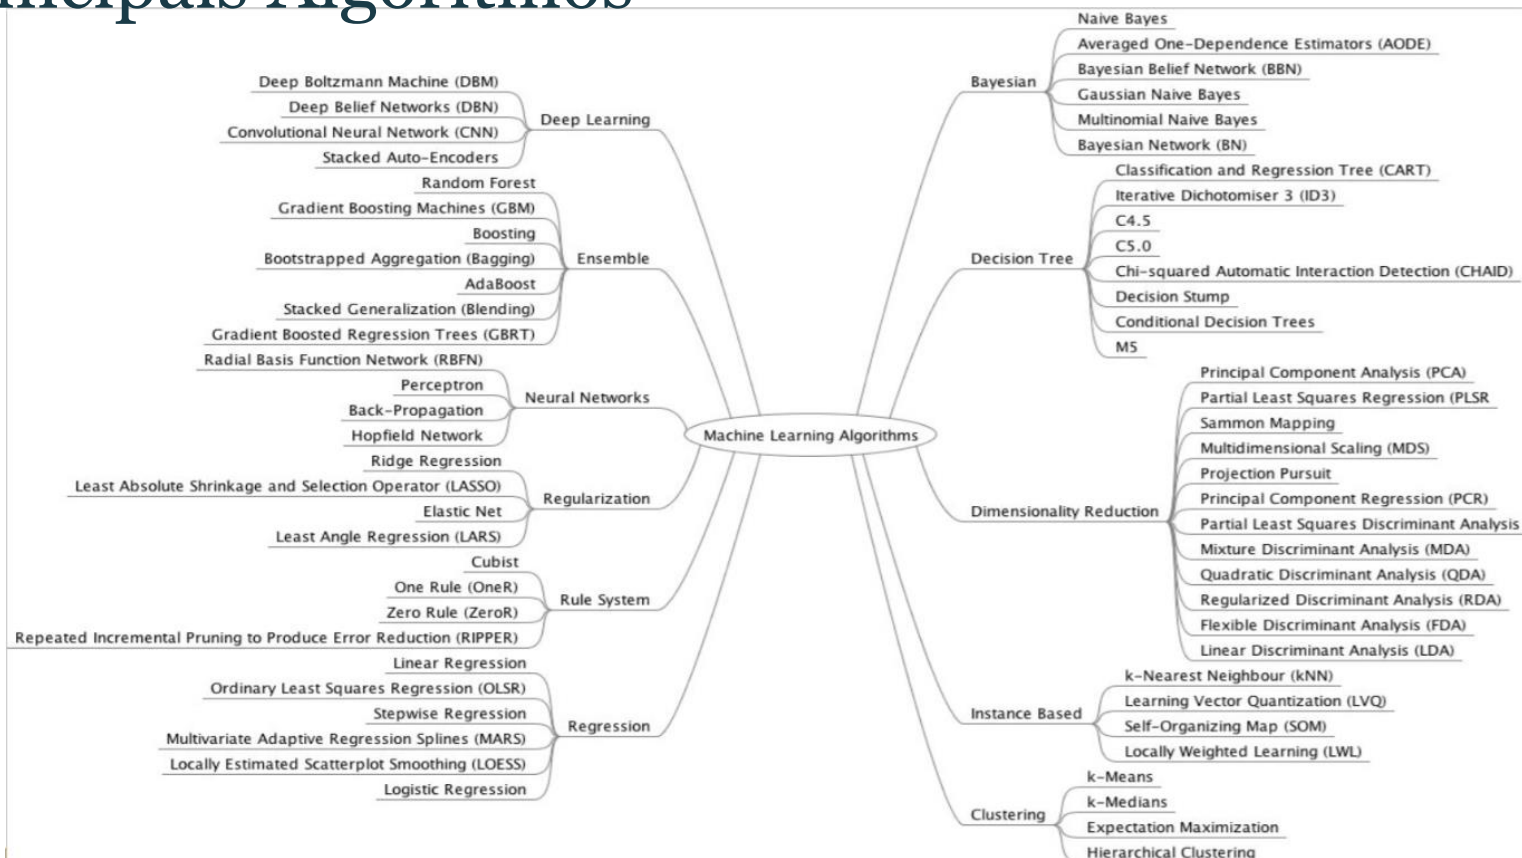 ncipals Algorithms
Deep Boltzmann Machine (DBM)
Deep Belief Networks (DBN)
Convolutional Neural Network (CNN)
Stacked Auto-Encoders
Deep Learning
Random Forest
Gradient Boosting Machines (GBM)
Boosting
Bootstrapped Aggregation (Bagging)
AdaBoost
Stacked Generalization (Blending)
Gradient Boosted Regression Trees (GBRT)
Ensemble
Radial Basis Function Network (RBFN)
Perceptron
Back-Propagation
Hopfield Network
Neural Networks
Ridge Regression
Least Absolute Shrinkage and Selection Operator (LASSO)
Elastic Net
Least Angle Regression (LARS)
Regularization
Cubist
One Rule (OneR)
Zero Rule (ZeroR)
Repeated Incremental Pruning to Produce Error Reduction (RIPPER)
Rule System
Linear Regression
Ordinary Least Squares Regression (OLSR)
Stepwise Regression
Multivariate Adaptive Regression Splines (MARS)
Locally Estimated Scatterplot Smoothing (LOESS)
Logistic Regression
Regression
Machine Learning Algorithms
Bayesian
Naive Bayes
Averaged One-Dependence Estimators (AODE)
Bayesian Belief Network (BBN)
Gaussian Naive Bayes
Multinomial Naive Bayes
Bayesian Network (BN)
Decision Tree
Classification and Regression Tree (CART)
Iterative Dichotomiser 3 (ID3)
C4.5
C5.0
Chi-squared Automatic Interaction Detection (CHAID)
Decision Stump
Conditional Decision Trees
M5
Dimensionality Reduction
Principal Component Analysis (PCA)
Partial Least Squares Regression (PLSR
Sammon Mapping
Multidimensional Scaling (MDS)
Projection Pursuit
Principal Component Regression (PCR)
Partial Least Squares Discriminant Analysis
Mixture Discriminant Analysis (MDA)
Quadratic Discriminant Analysis (QDA)
Regularized Discriminant Analysis (RDA)
Flexible Discriminant Analysis (FDA)
Linear Discriminant Analysis (LDA)
Instance Based
k-Nearest Neighbour (kNN)
Learning Vector Quantization (LVQ)
Self-Organizing Map (SOM)
Locally Weighted Learning (LWL)
Clustering
k-Means
k-Medians
Expectation Maximization
Hierarchical Clustering